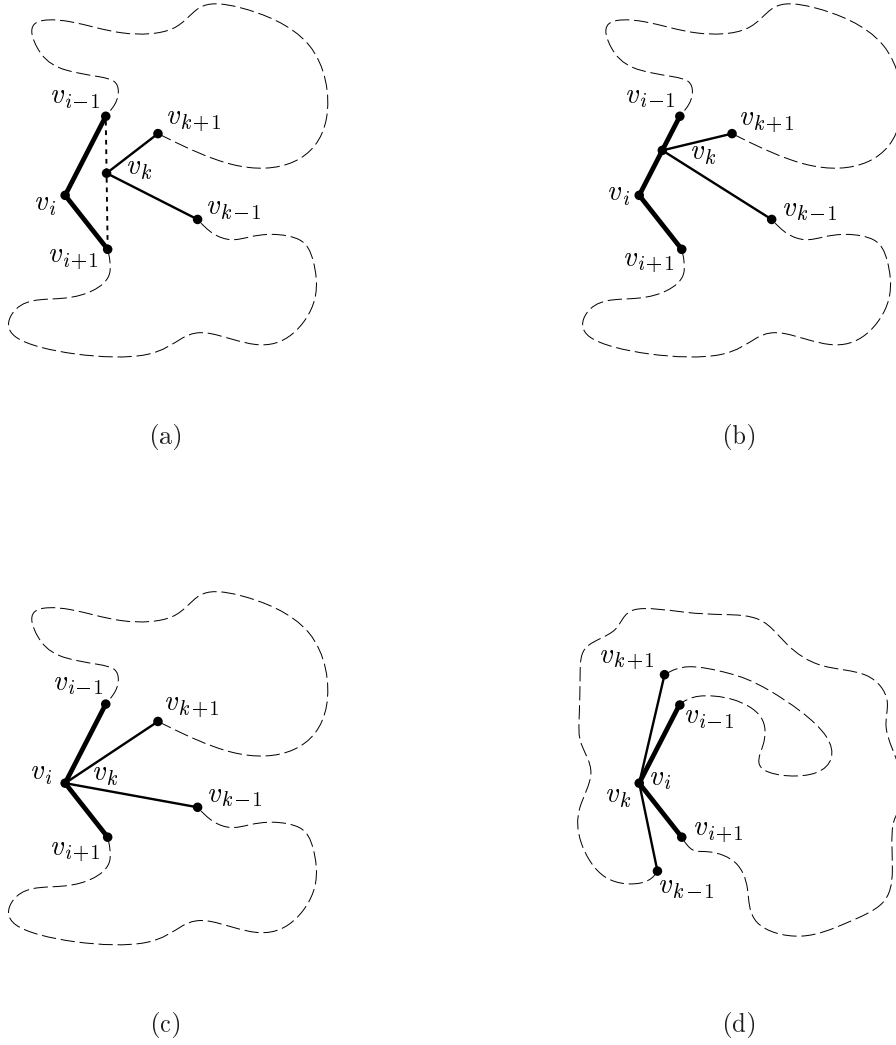 v_{i-1}
v_{k+1}
v_k
v_i
v_{k-1}
v_{i+1}
(a)
v_{i-1}
v_{k+1}
v_k
v_i
v_{k-1}
v_{i+1}
(b)
v_{i-1}
v_{k+1}
v_i
v_k
v_{k-1}
v_{i+1}
(c)
v_{k+1}
v_{i-1}
v_i
v_k
v_{i+1}
v_{k-1}
(d)